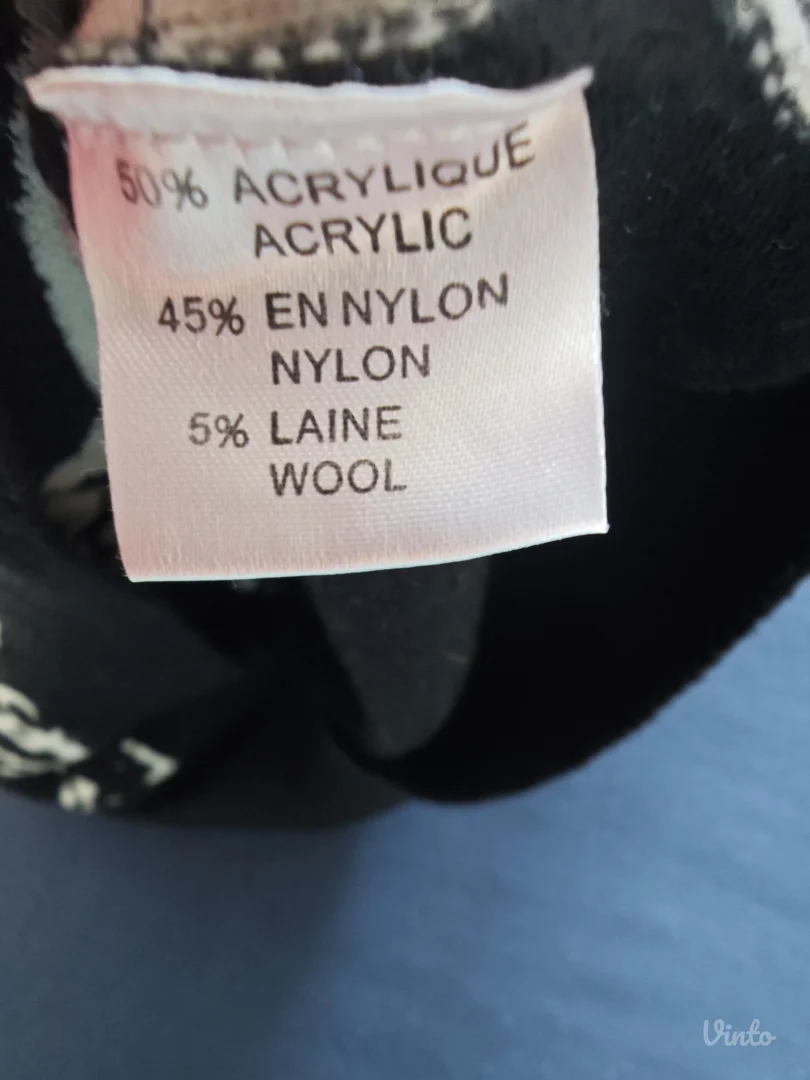 50% ACRYLIQUE
ACRYLIC
45% EN NYLON
NYLON
5% LAINE
WOOL
Vinto